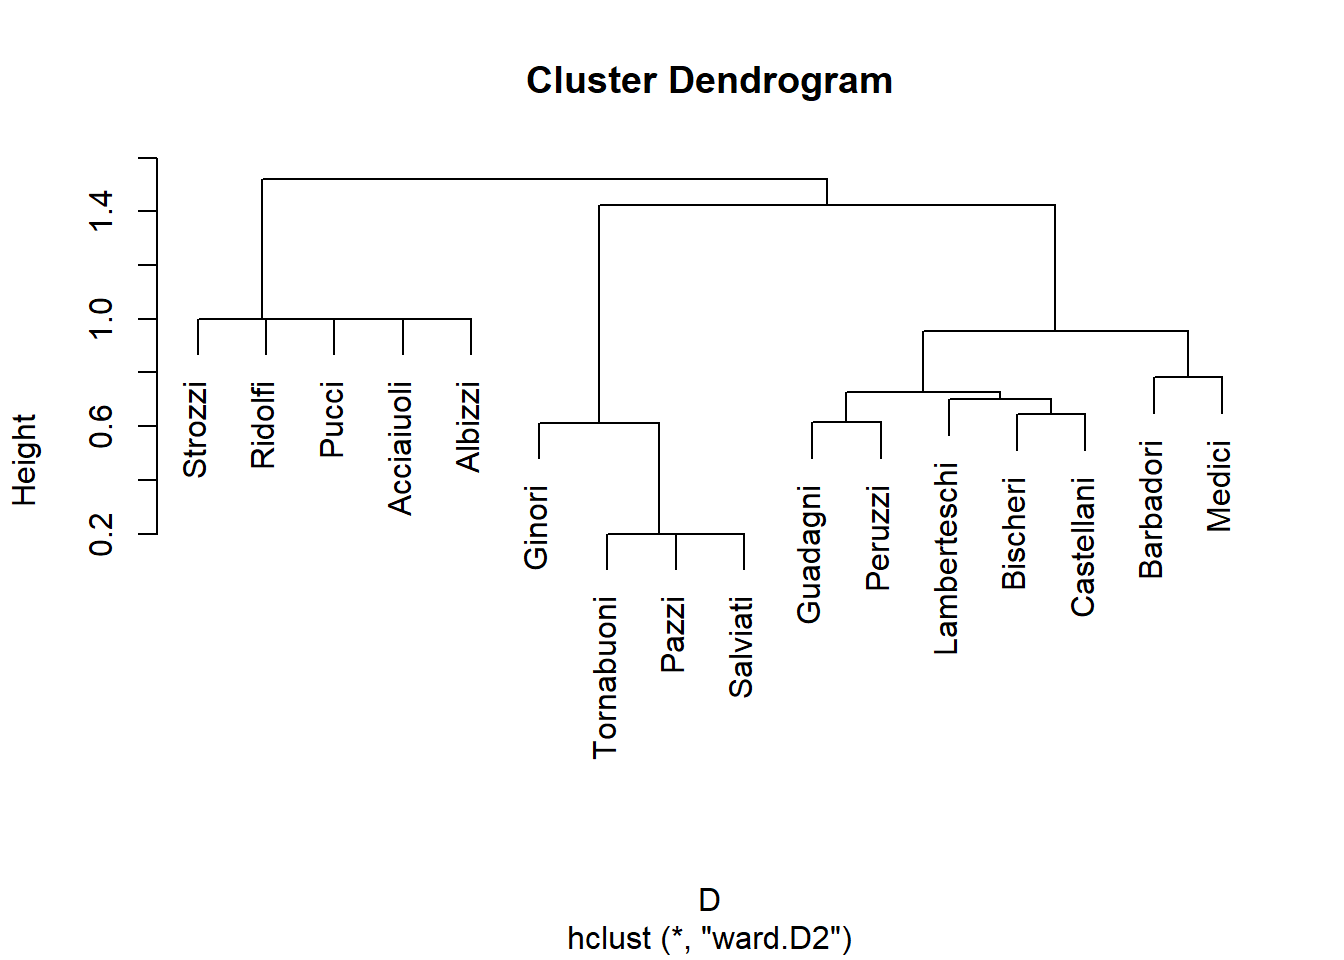 Cluster Dendrogram
Height
1.4
1.0
0.6
0.2
Strozzi
Ridolfi
Pucci
Acciaiuoli
Albizzi
Ginori
Tornabuoni
Pazzi
Salviati
Guadagni
Peruzzi
Lamberteschi
Bischeri
Castellani
Barbadori
Medici
D
hclust (*, "ward.D2")